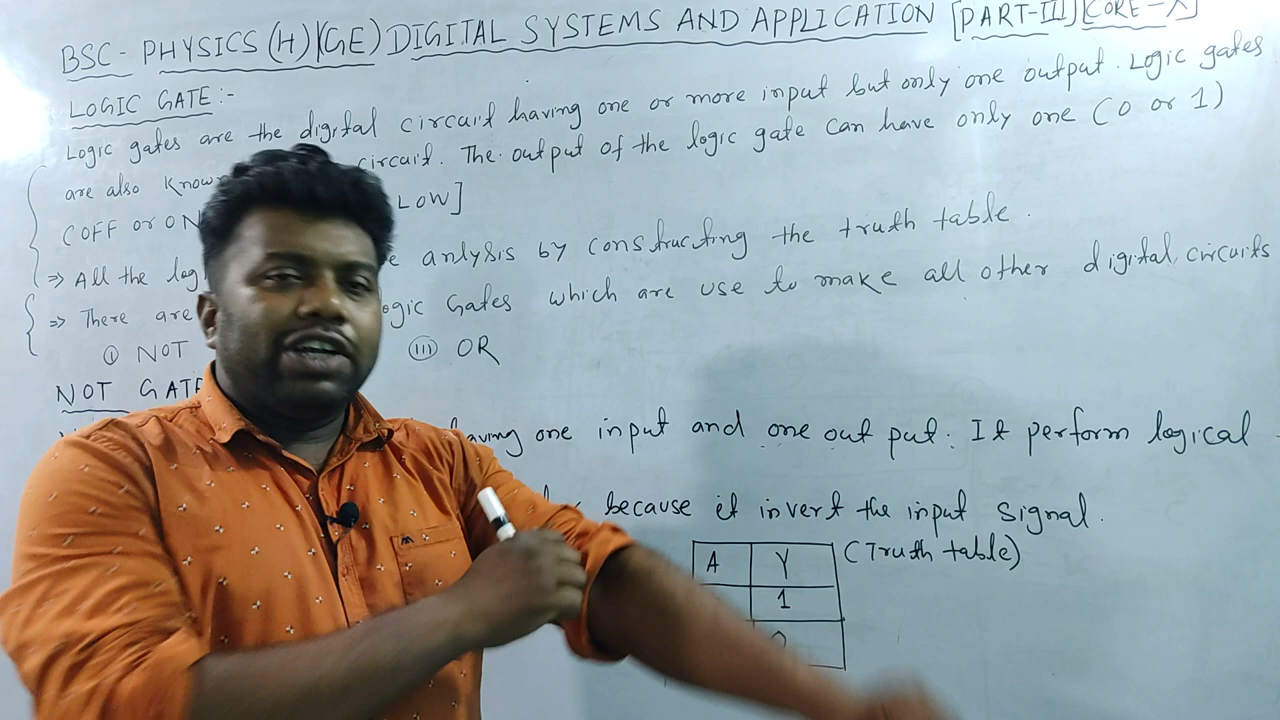 BSC - PHYSICS (H)(GE) DIGITAL SYSTEMS AND APPLICATION [PART-III] [CORE-X]
LOGIC GATE :-
Logic gates are the digital circuit having one or more input but only one output. Logic gates
are also know circuit. The output of the logic gate can have only one (0 or 1)
(OFF or ON LOW]
⇒ All the log anlysis by constructing the truth table.
⇒ There are ogic Gates which are use to make all other digital circuits
(i) NOT (iii) OR
NOT GATE
having one input and one out put. It perform logical
because it invert the input signal.
A Y (Truth table)
1
0